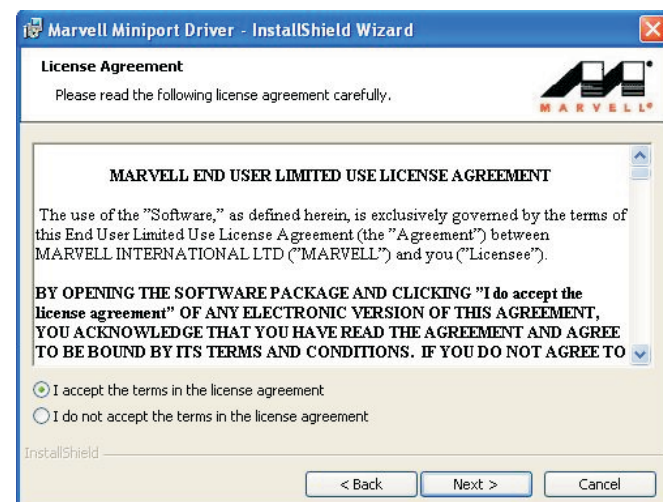 Marvell Miniport Driver - InstallShield Wizard
License Agreement
Please read the following license agreement carefully.
MARVELL®
MARVELL END USER LIMITED USE LICENSE AGREEMENT
The use of the "Software," as defined herein, is exclusively governed by the terms of
this End User Limited Use License Agreement (the "Agreement") between
MARVELL INTERNATIONAL LTD ("MARVELL") and you ("Licensee").
BY OPENING THE SOFTWARE PACKAGE AND CLICKING "I do accept the
license agreement" OF ANY ELECTRONIC VERSION OF THIS AGREEMENT,
YOU ACKNOWLEDGE THAT YOU HAVE READ THE AGREEMENT AND AGREE
TO BE BOUND BY ITS TERMS AND CONDITIONS. IF YOU DO NOT AGREE TO
I accept the terms in the license agreement
I do not accept the terms in the license agreement
InstallShield
< Back Next > Cancel